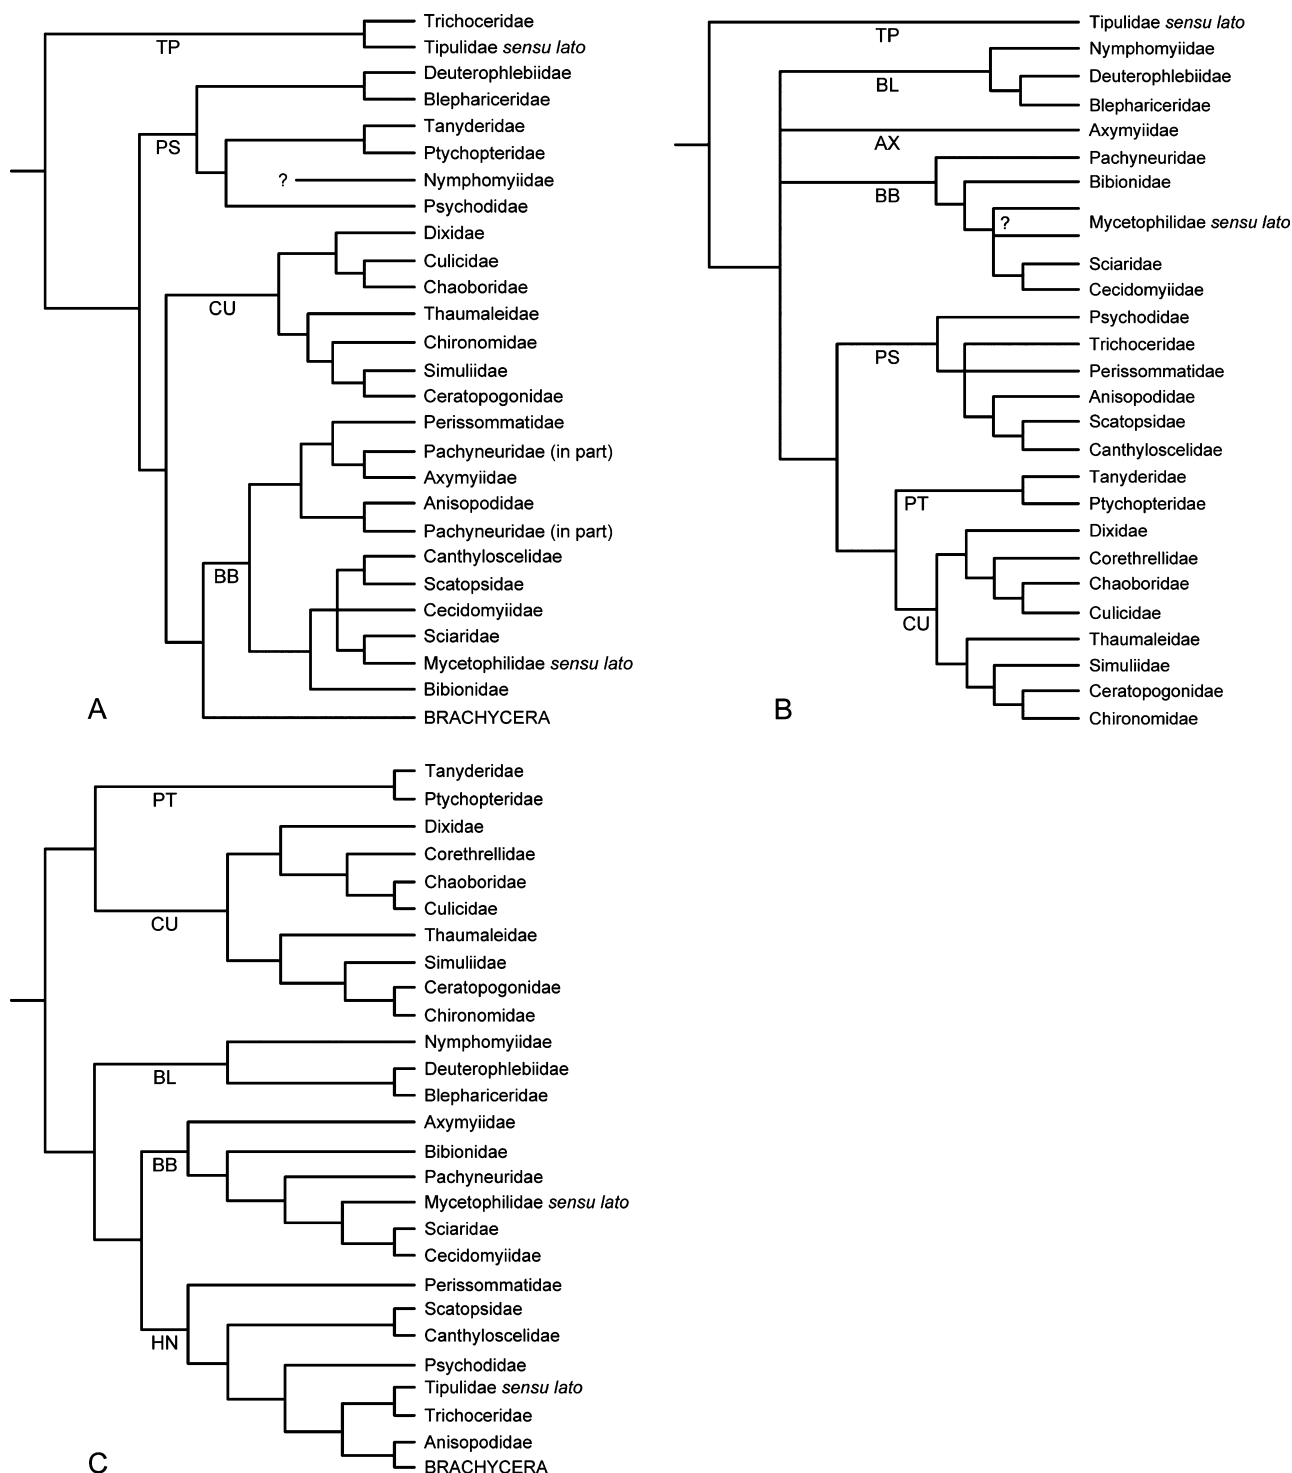 Trichoceridae
TP
Tipulidae sensu lato
Deuterophlebiidae
Blephariceridae
Tanyderidae
PS
Ptychopteridae
? Nymphomyiidae
Psychodidae
Dixidae
Culicidae
Chaoboridae
CU
Thaumaleidae
Chironomidae
Simuliidae
Ceratopogonidae
Perissommatidae
Pachyneuridae (in part)
Axymyiidae
Anisopodidae
Pachyneuridae (in part)
Canthyloscelidae
BB
Scatopsidae
Cecidomyiidae
Sciaridae
Mycetophilidae sensu lato
Bibionidae
A
BRACHYCERA
Tipulidae sensu lato
TP
Nymphomyiidae
Deuterophlebiidae
BL
Blephariceridae
Axymyiidae
AX
Pachyneuridae
Bibionidae
BB
? Mycetophilidae sensu lato
Sciaridae
Cecidomyiidae
Psychodidae
Trichoceridae
PS
Perissommatidae
Anisopodidae
Scatopsidae
Canthyloscelidae
Tanyderidae
PT
Ptychopteridae
Dixidae
Corethrellidae
Chaoboridae
Culicidae
CU
Thaumaleidae
Simuliidae
Ceratopogonidae
B
Chironomidae
Tanyderidae
PT
Ptychopteridae
Dixidae
Corethrellidae
Chaoboridae
Culicidae
CU
Thaumaleidae
Simuliidae
Ceratopogonidae
Chironomidae
Nymphomyiidae
Deuterophlebiidae
BL
Blephariceridae
Axymyiidae
Bibionidae
BB
Pachyneuridae
Mycetophilidae sensu lato
Sciaridae
Cecidomyiidae
Perissommatidae
Scatopsidae
Canthyloscelidae
HN
Psychodidae
Tipulidae sensu lato
Trichoceridae
Anisopodidae
C
BRACHYCERA